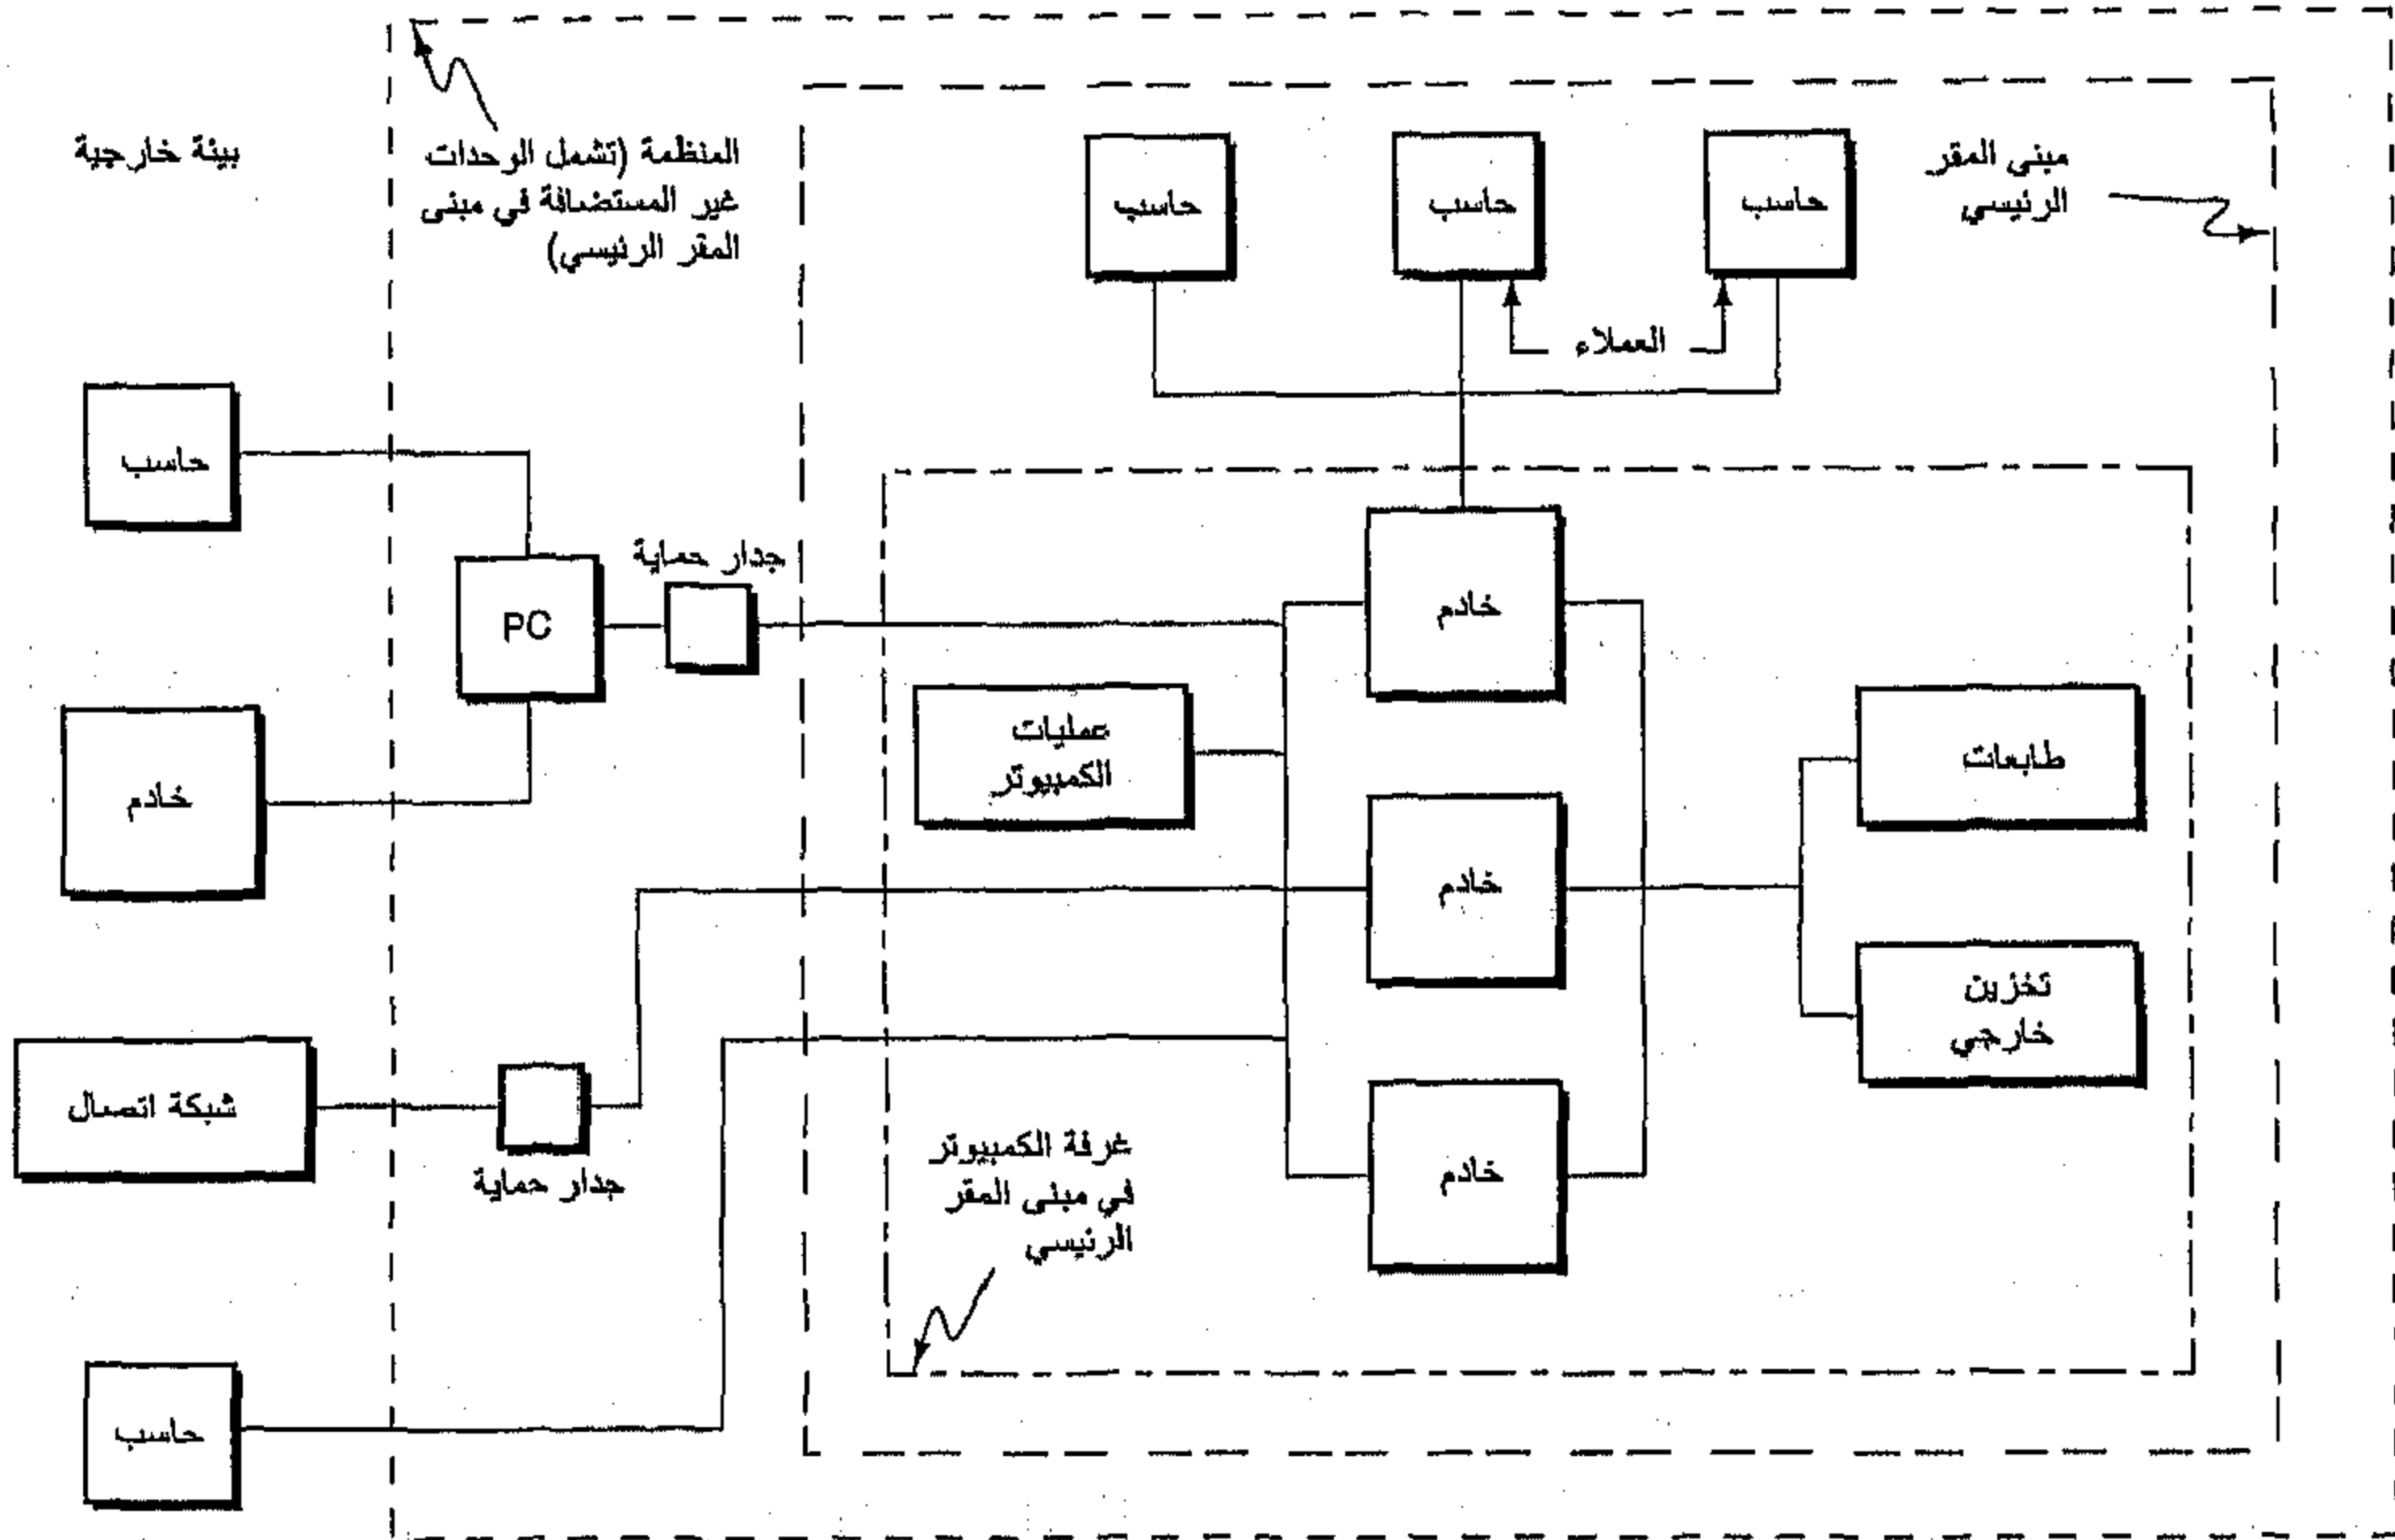 بيئة خارجية
المنظمة (تشمل الوحدات
غير المستضافة في مبنى
المقر الرئيسي)
مبنى المقر
الرئيسي
حاسب
حاسب
حاسب
العملاء
حاسب
جدار حماية
PC
خادم
عمليات
الكمبيوتر
طابعات
خادم
خادم
تخزين
خارجي
شبكة اتصال
جدار حماية
غرفة الكمبيوتر
في مبنى المقر
الرئيسي
خادم
حاسب